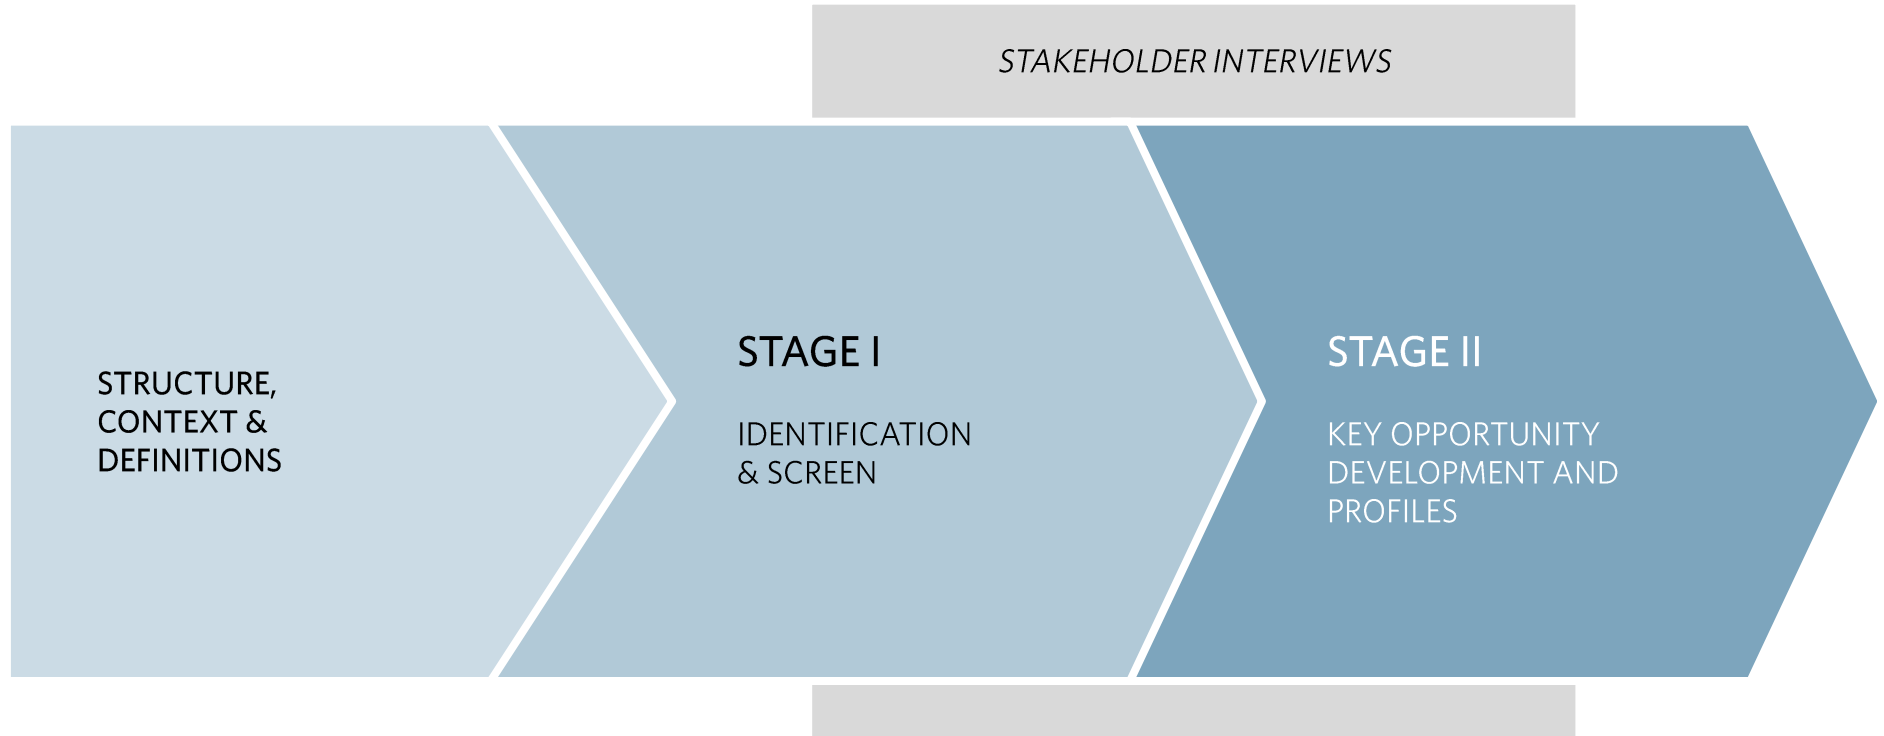 STAKEHOLDER INTERVIEWS
STRUCTURE,
CONTEXT &
DEFINITIONS
STAGE I
IDENTIFICATION
& SCREEN
STAGE II
KEY OPPORTUNITY
DEVELOPMENT AND
PROFILES